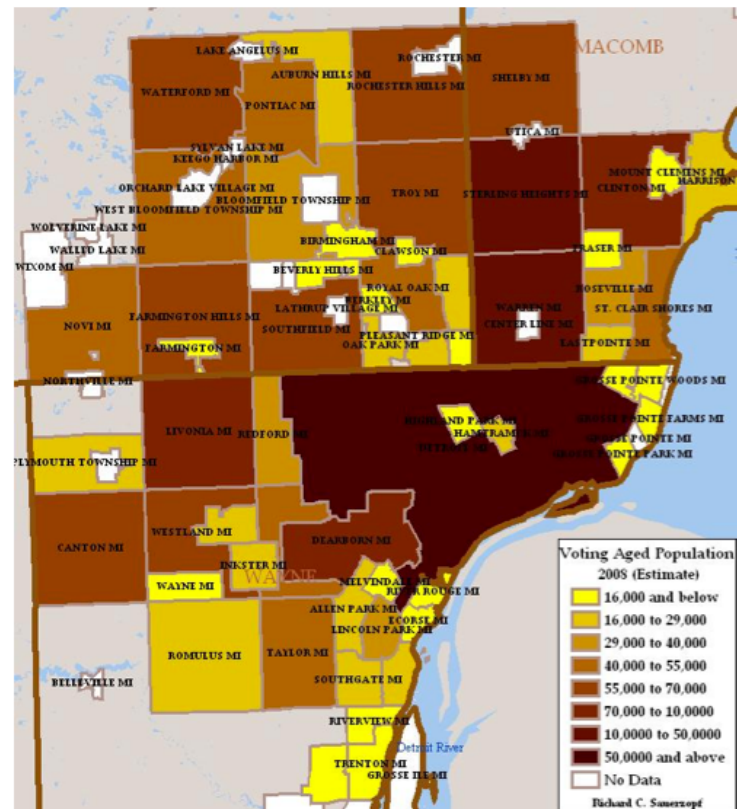 LAKE ANGELUS MI
ROCHESTER MI
MACOMB
AUBURN HILLS MI
WATERFORD MI
ROCHESTER HILLS MI
SHELBY MI
PONTIAC MI
UTICA MI
SYLVAN LAKE MI
KEEGO HARBOR MI
MOUNT CLEMENS MI
HARRISON
ORCHARD LAKE VILLAGE MI
BLOOMFIELD TOWNSHIP MI
TROY MI
STERLING HEIGHTS MI
CLINTON MI
WEST BLOOMFIELD TOWNSHIP MI
WOLVERINE LAKE MI
WALLED LAKE MI
BIRMINGHAM MI
CLAWSON MI
FRASER MI
WIXOM MI
BEVERLY HILLS MI
ROYAL OAK MI
ROSEVILLE MI
BERKLEY MI
NOVI MI
FARMINGTON HILLS MI
LATHRUP VILLAGE MI
WARREN MI
ST. CLAIR SHORES MI
SOUTHFIELD MI
PLEASANT RIDGE MI
CENTER LINE MI
FARMINGTON MI
OAK PARK MI
EASTPOINTE MI
NORTHVILLE MI
GROSSE POINTE WOODS MI
LIVONIA MI
REDFORD MI
HIGHLAND PARK MI
GROSSE POINTE FARMS MI
HAMTRAMCK MI
GROSSE POINTE MI
DETROIT MI
GROSSE POINTE PARK MI
PLYMOUTH TOWNSHIP MI
WESTLAND MI
DEARBORN MI
CANTON MI
INKSTER MI
WAYNE
WAYNE MI
MELVINDALE MI
RIVER ROUGE MI
ALLEN PARK MI
ECORSE MI
LINCOLN PARK MI
ROMULUS MI
TAYLOR MI
BELLEVILLE MI
SOUTHGATE MI
RIVERVIEW MI
Detroit River
TRENTON MI
GROSSE ILE MI
Voting Aged Population
2008 (Estimate)
16,000 and below
16,000 to 29,000
29,000 to 40,000
40,000 to 55,000
55,000 to 70,000
70,000 to 10,0000
10,0000 to 50,0000
50,0000 and above
No Data
Richard C. Sauerzopf